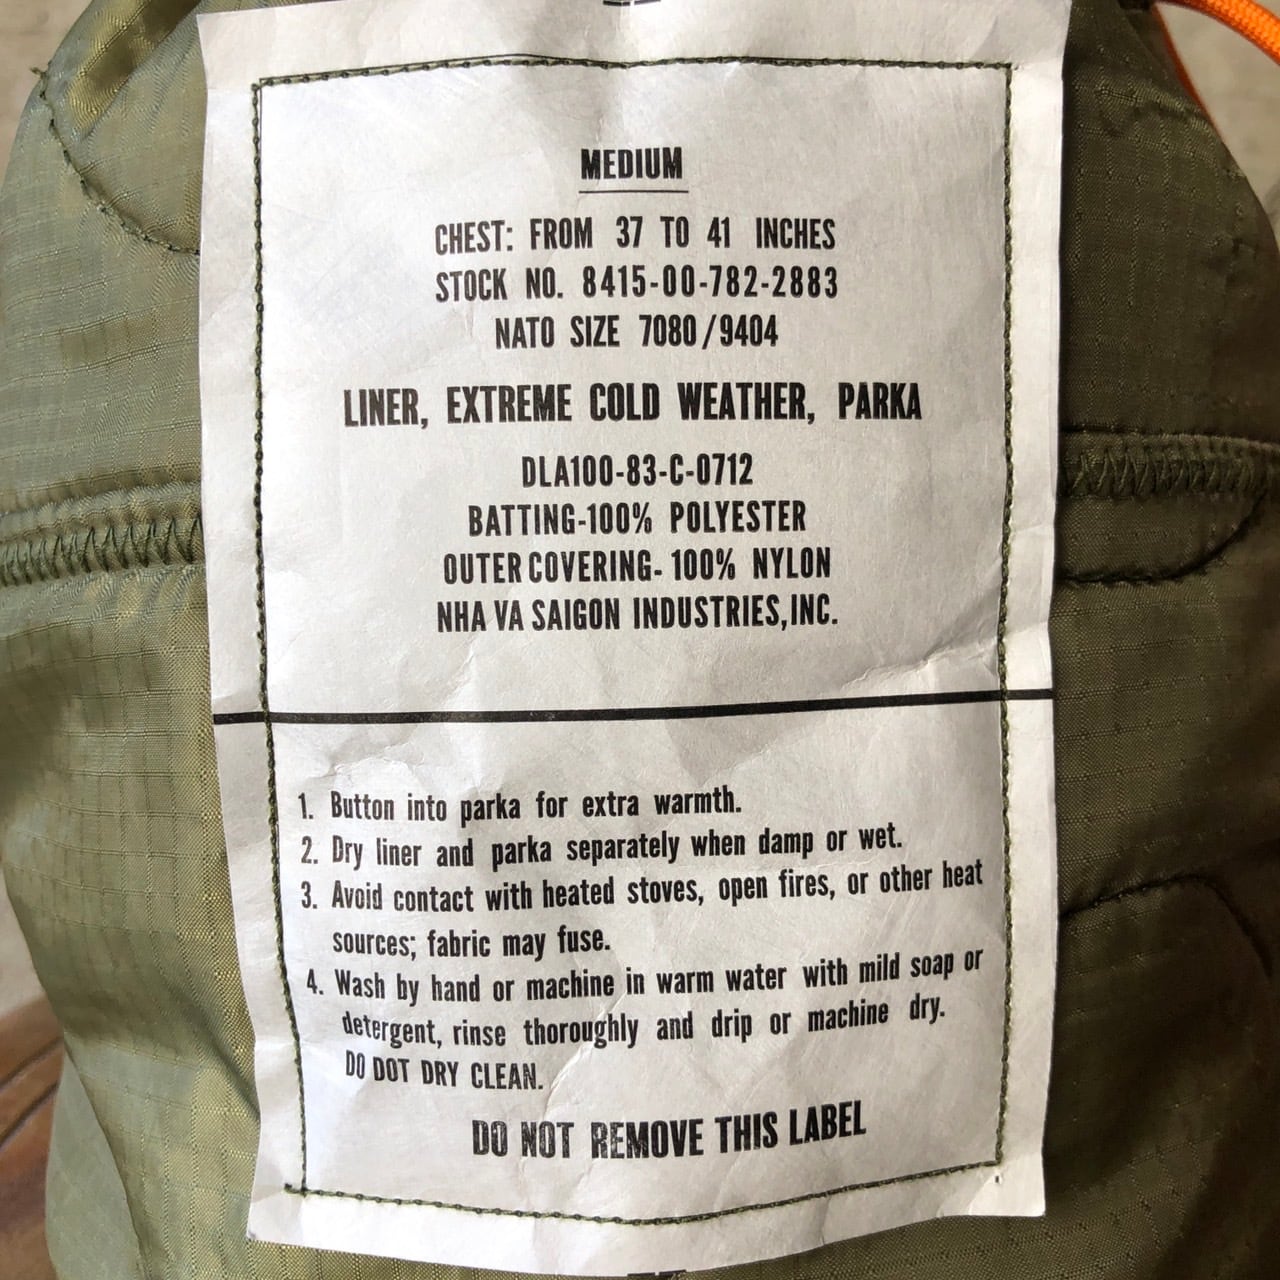 MEDIUM
CHEST: FROM 37 TO 41 INCHES
STOCK NO. 8415-00-782-2883
NATO SIZE 7080/9404
LINER, EXTREME COLD WEATHER, PARKA
DLA100-83-C-0712
BATTING-100% POLYESTER
OUTER COVERING- 100% NYLON
NHA VA SAIGON INDUSTRIES,INC.
1. Button into parka for extra warmth.
2. Dry liner and parka separately when damp or wet.
3. Avoid contact with heated stoves, open fires, or other heat
sources; fabric may fuse.
4. Wash by hand or machine in warm water with mild soap or
detergent, rinse thoroughly and drip or machine dry.
DO DOT DRY CLEAN.
DO NOT REMOVE THIS LABEL